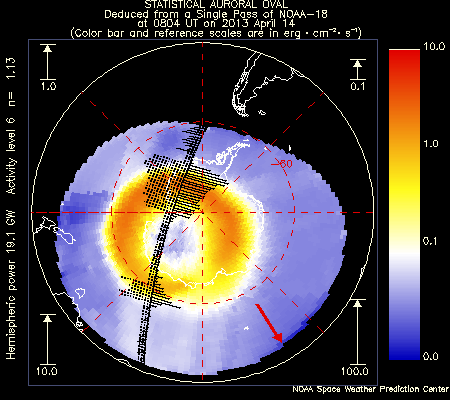 STATISTICAL AURORAL OVAL
Deduced from a Single Pass of NOAA-18
at 0804 UT on 2013 April 14
(Color bar and reference scales are in erg · cm⁻² · s⁻¹)
Hemispheric power 19.1 GW Activity level 6 n= 1.13
1.0
0.1
10.0
1.0
0.1
0.0
-60
10.0
100.0
NOAA Space Weather Prediction Center